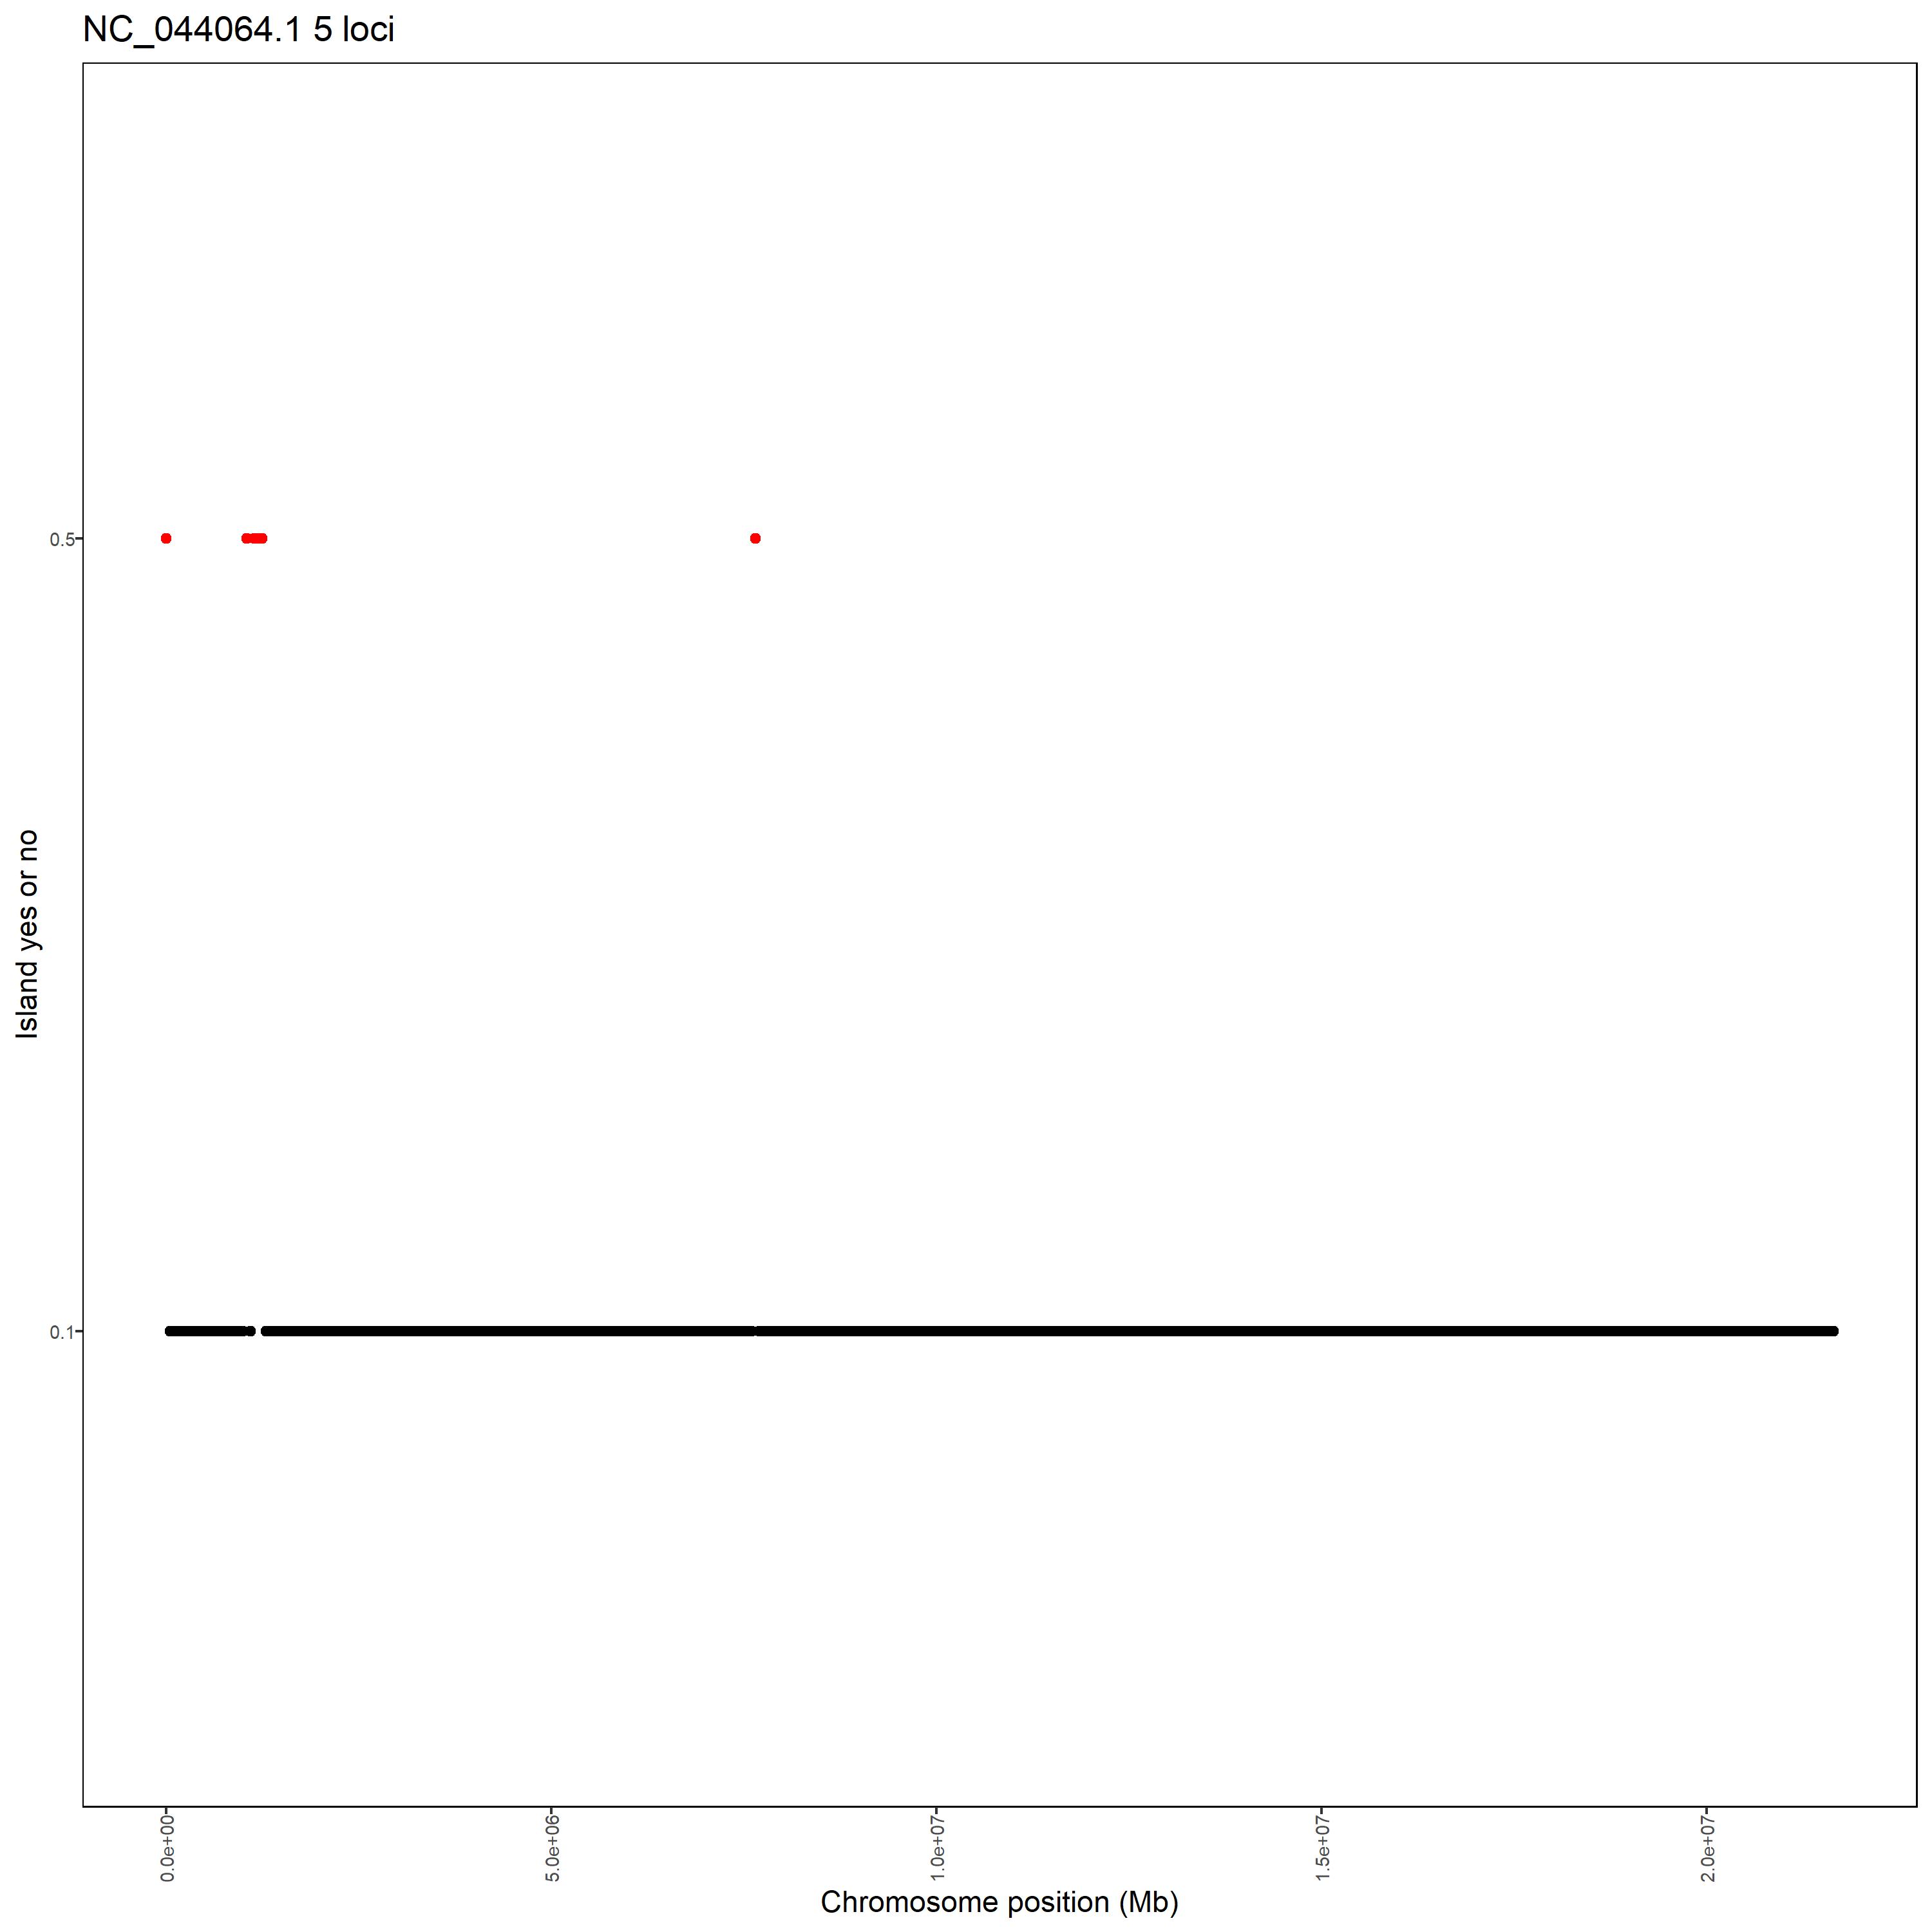 NC_044064.1 5 loci
Island yes or no
0.5
0.1
0.0e+00
5.0e+06
1.0e+07
1.5e+07
2.0e+07
Chromosome position (Mb)